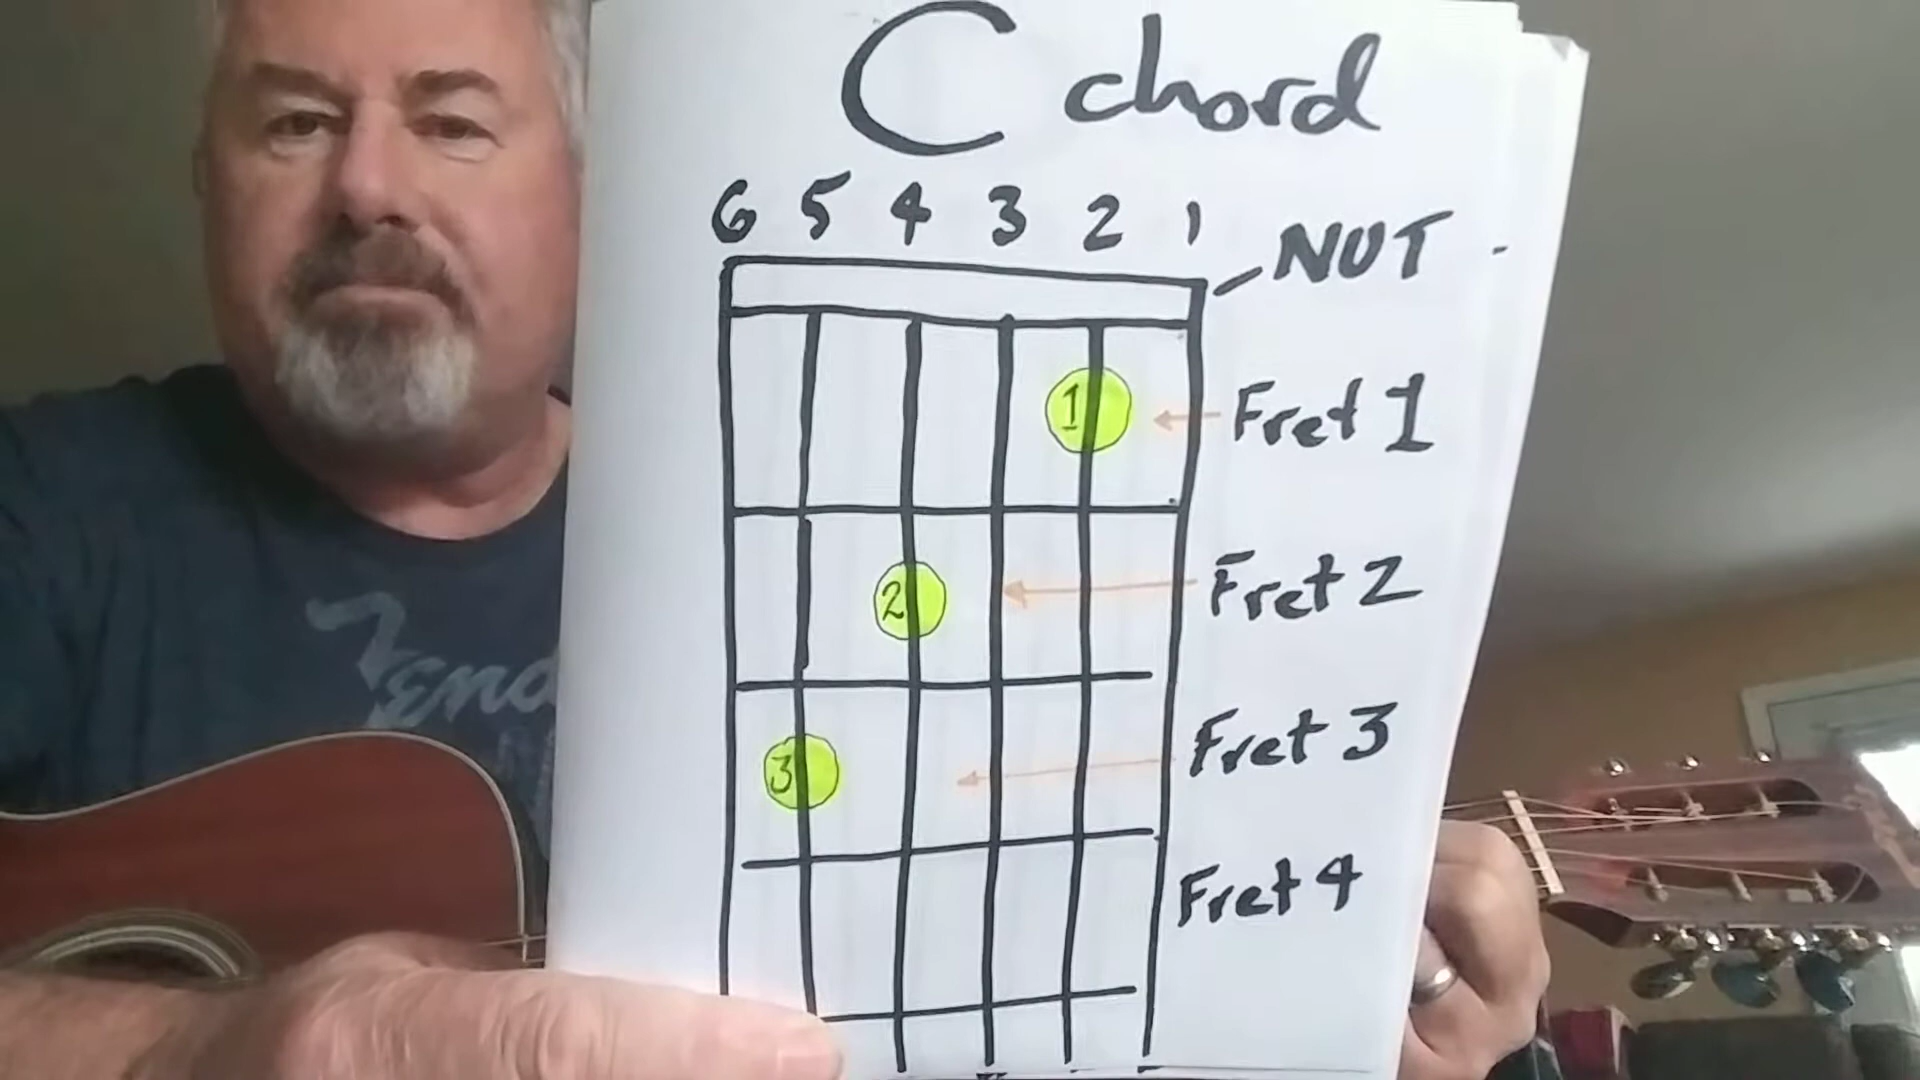 C chord
6 5 4 3 2 1
NUT
1
Fret 1
2
Fret 2
3
Fret 3
Fret 4